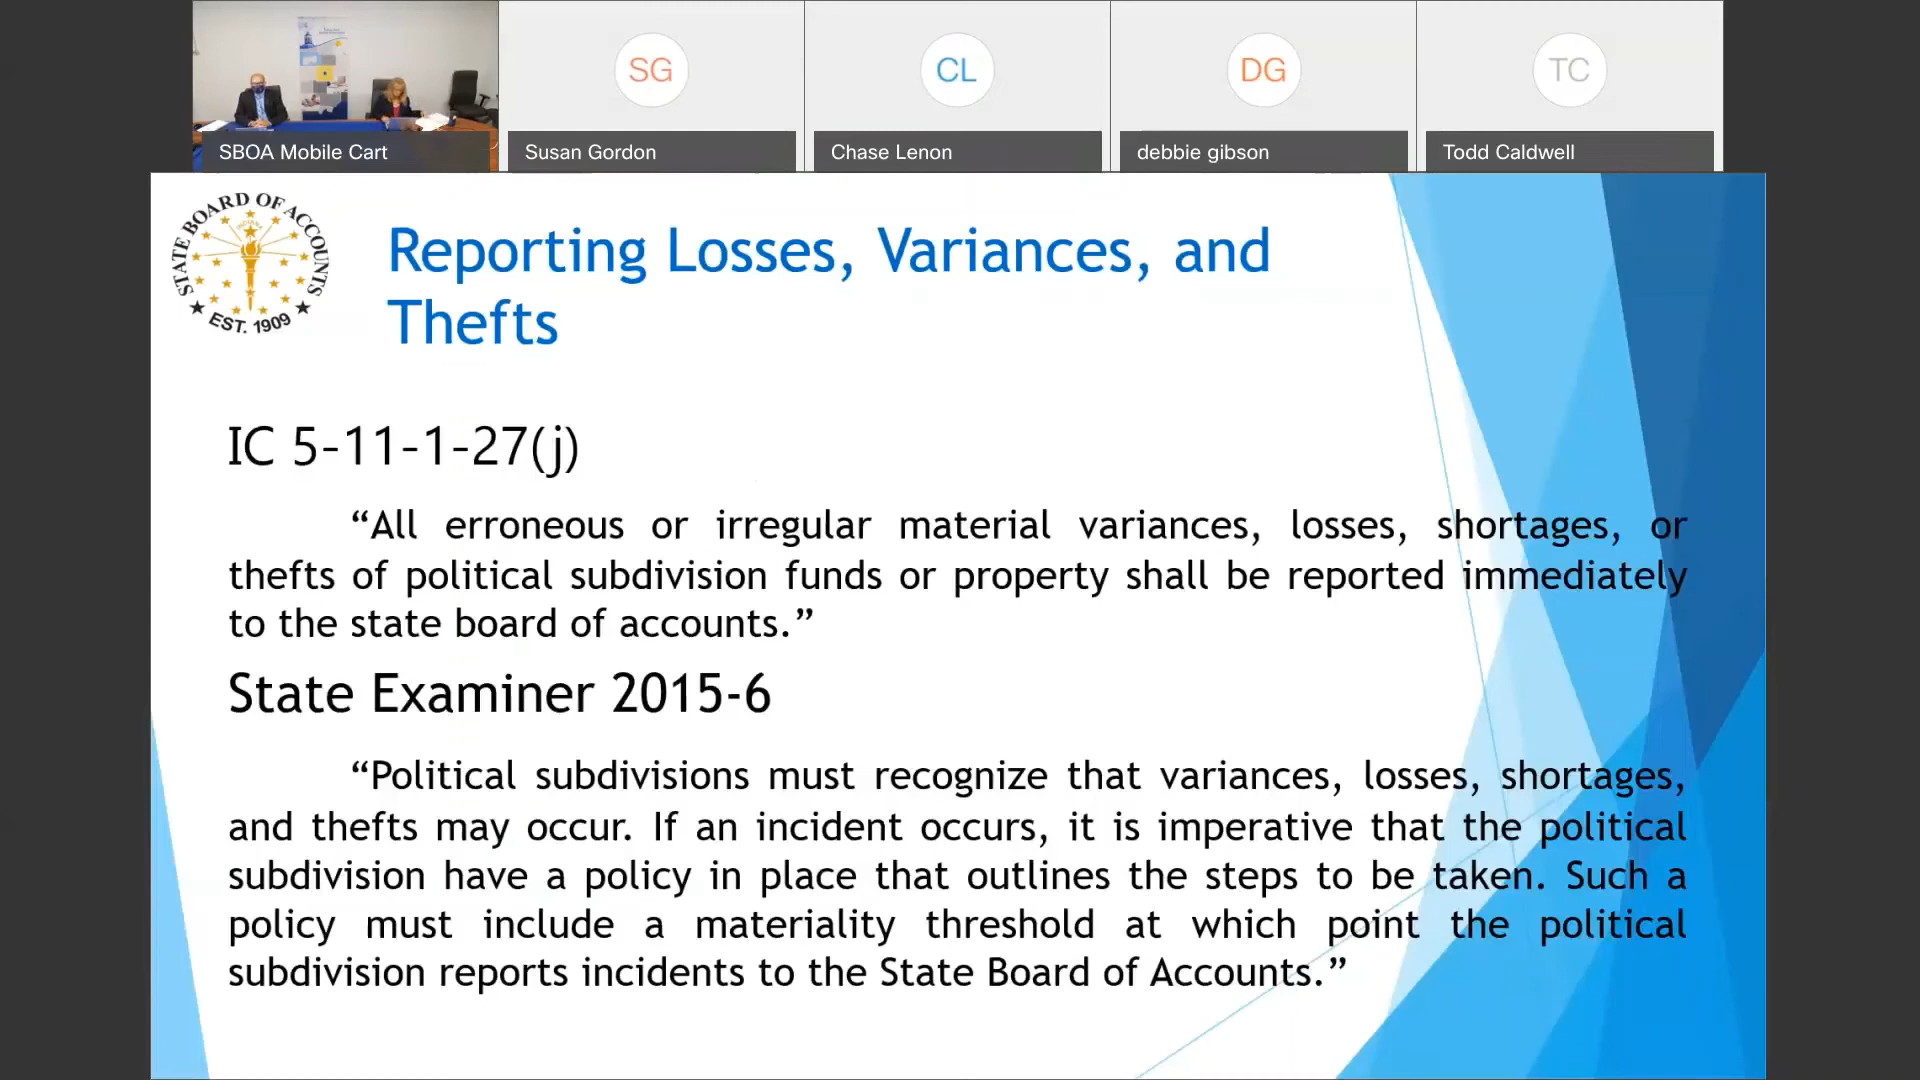 SG
CL
DG
TC
SBOA Mobile Cart
Susan Gordon
Chase Lenon
debbie gibson
Todd Caldwell
STATE BOARD OF ACCOUNTS
INDIANA
EST. 1909
Reporting Losses, Variances, and
Thefts
IC 5-11-1-27(j)
“All erroneous or irregular material variances, losses, shortages, or
thefts of political subdivision funds or property shall be reported immediately
to the state board of accounts.”
State Examiner 2015-6
“Political subdivisions must recognize that variances, losses, shortages,
and thefts may occur. If an incident occurs, it is imperative that the political
subdivision have a policy in place that outlines the steps to be taken. Such a
policy must include a materiality threshold at which point the political
subdivision reports incidents to the State Board of Accounts.”